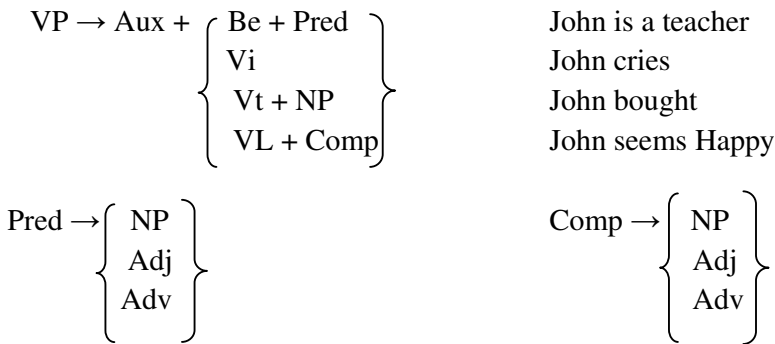 VP → Aux + { Be + Pred } John is a teacher
Vi John cries
Vt + NP John bought
VL + Comp John seems Happy
Pred → { NP } Comp → { NP }
Adj Adj
Adv Adv